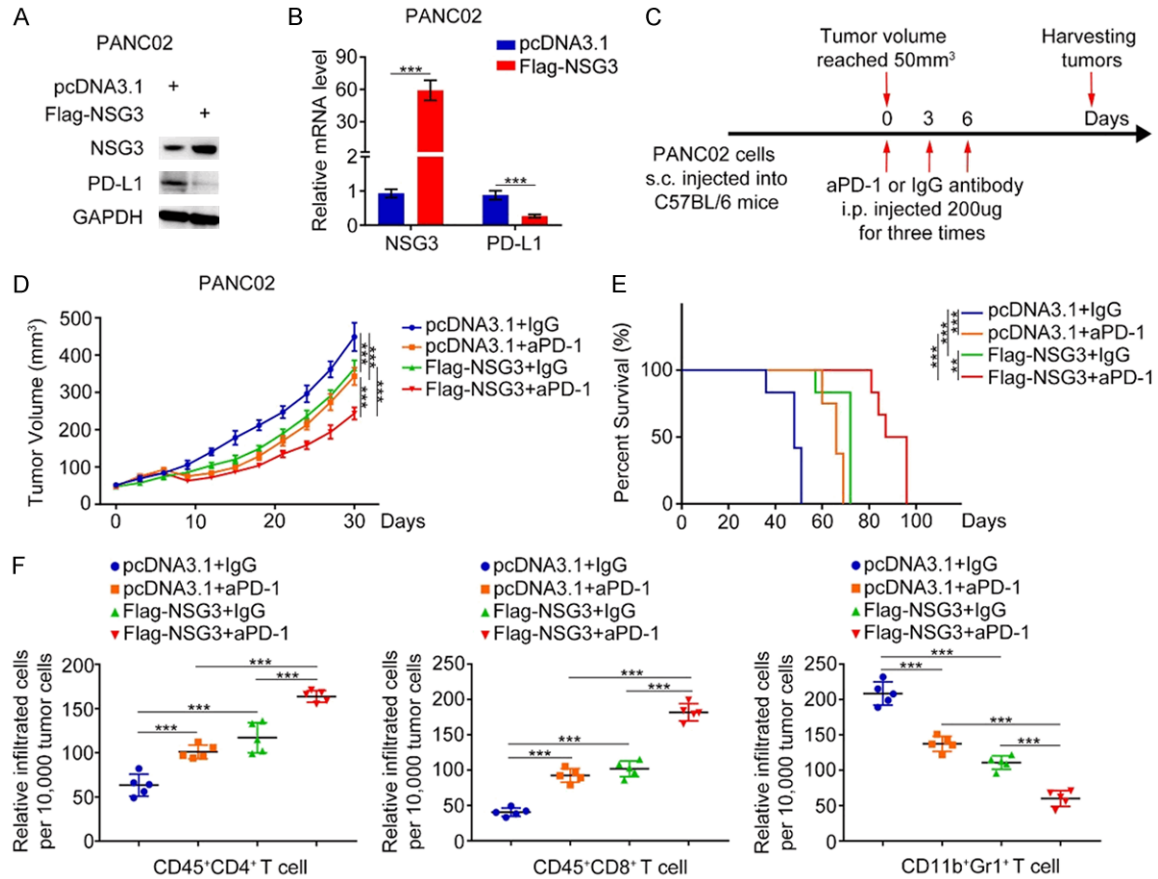 A
PANC02
pcDNA3.1 +
Flag-NSG3 +
NSG3
PD-L1
GAPDH
B
PANC02
pcDNA3.1
Flag-NSG3
Relative mRNA level
90
60
30
2
1
0
***
***
NSG3 PD-L1
C
Tumor volume
reached 50mm³
Harvesting
tumors
0 3 6 Days
PANC02 cells
s.c. injected into
C57BL/6 mice
aPD-1 or IgG antibody
i.p. injected 200ug
for three times
D
PANC02
Tumor Volume (mm³)
500
400
300
200
100
0
0 10 20 30 Days
pcDNA3.1+IgG
pcDNA3.1+aPD-1
Flag-NSG3+IgG
Flag-NSG3+aPD-1
***
***
***
***
E
Percent Survival (%)
100
50
0
0 20 40 60 80 100 Days
pcDNA3.1+IgG
pcDNA3.1+aPD-1
Flag-NSG3+IgG
Flag-NSG3+aPD-1
***
***
***
**
F
pcDNA3.1+IgG
pcDNA3.1+aPD-1
Flag-NSG3+IgG
Flag-NSG3+aPD-1
Relative infiltrated cells
per 10,000 tumor cells
200
150
100
50
0
***
***
***
***
CD45⁺CD4⁺ T cell
pcDNA3.1+IgG
pcDNA3.1+aPD-1
Flag-NSG3+IgG
Flag-NSG3+aPD-1
Relative infiltrated cells
per 10,000 tumor cells
250
200
150
100
50
0
***
***
***
***
CD45⁺CD8⁺ T cell
pcDNA3.1+IgG
pcDNA3.1+aPD-1
Flag-NSG3+IgG
Flag-NSG3+aPD-1
Relative infiltrated cells
per 10,000 tumor cells
250
200
150
100
50
0
***
***
***
***
CD11b⁺Gr1⁺ T cell